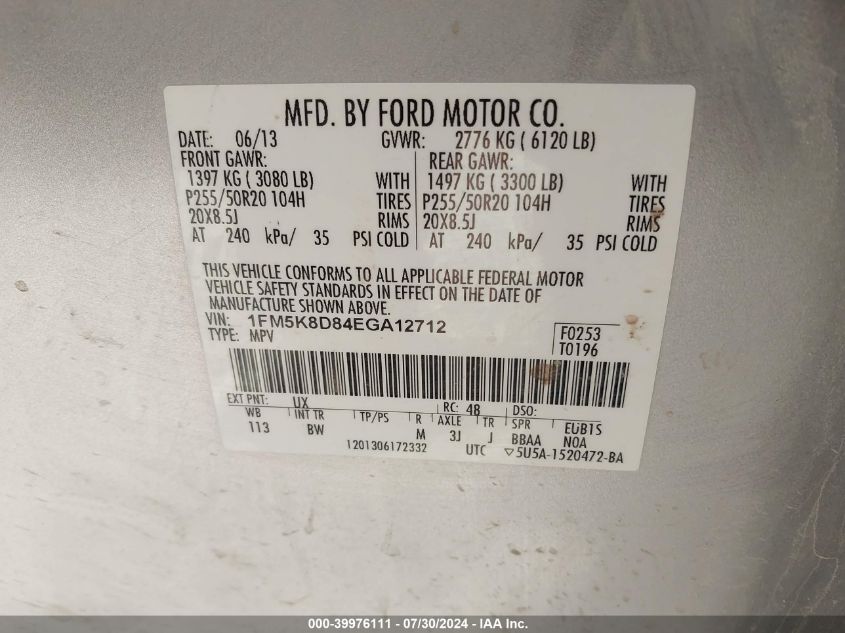 MFD. BY FORD MOTOR CO.
DATE: 06/13 GVWR: 2776 KG ( 6120 LB)
FRONT GAWR: REAR GAWR:
1397 KG ( 3080 LB) WITH 1497 KG ( 3300 LB) WITH
P255/50R20 104H TIRES P255/50R20 104H TIRES
20X8.5J RIMS 20X8.5J RIMS
AT 240 kPa/ 35 PSI COLD AT 240 kPa/ 35 PSI COLD
THIS VEHICLE CONFORMS TO ALL APPLICABLE FEDERAL MOTOR
VEHICLE SAFETY STANDARDS IN EFFECT ON THE DATE OF
MANUFACTURE SHOWN ABOVE.
VIN: 1FM5K8D84EGA12712
TYPE: MPV
F0253
T0196
EXT PNT: UX RC: 48 DSO:
WB INT TR TP/PS R AXLE TR SPR EUB1S
113 BW M 3J J BBAA NOA
1201306172332 UTC ▽5U5A-1520472-BA
000-39976111 - 07/30/2024 - IAA Inc.